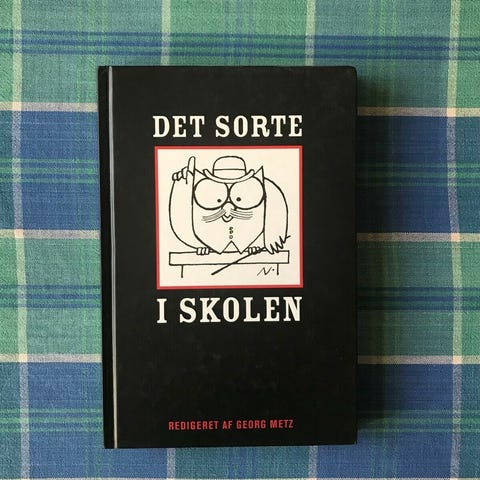 DET SORTE
N.
I SKOLEN
REDIGERET AF GEORG METZ